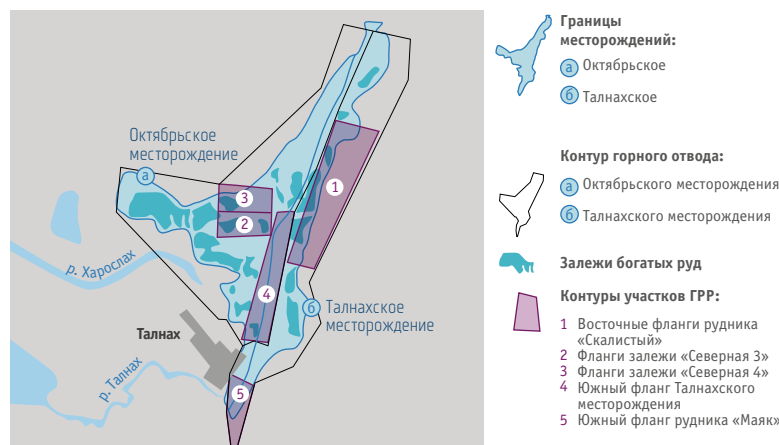 Октябрьское
месторождение
а
3
2
1
4
р. Харослах
б Талнахское
месторождение
Талнах
р. Талнах
5
Границы
месторождений:
а Октябрьское
б Талнахское
Контур горного отвода:
а Октябрьского месторождения
б Талнахского месторождения
Залежи богатых руд
Контуры участков ГРР:
1 Восточные фланги рудника
«Скалистый»
2 Фланги залежи «Северная 3»
3 Фланги залежи «Северная 4»
4 Южный фланг Талнахского
месторождения
5 Южный фланг рудника «Маяк»